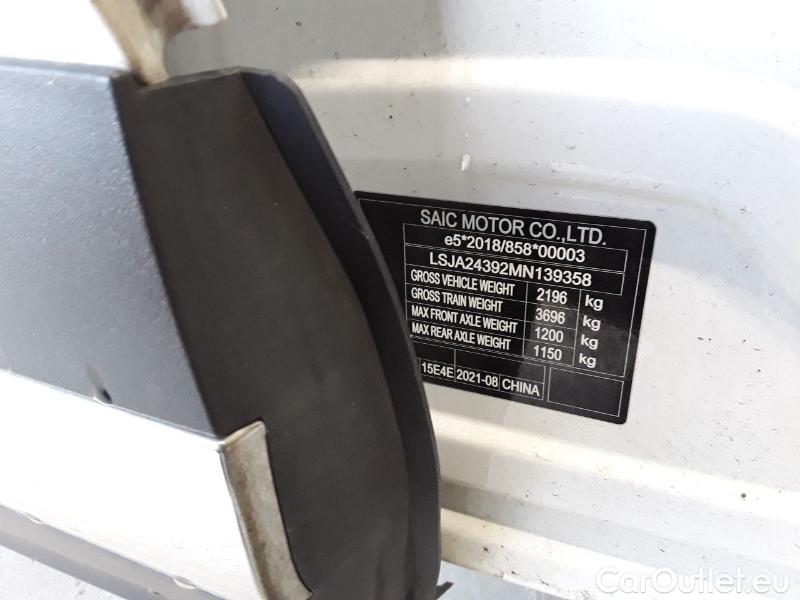 SAIC MOTOR CO.,LTD.
e5*2018/858*00003
LSJA24392MN139358
GROSS VEHICLE WEIGHT 2196 kg
GROSS TRAIN WEIGHT 3696 kg
MAX FRONT AXLE WEIGHT 1200 kg
MAX REAR AXLE WEIGHT 1150 kg
15E4E 2021-08 CHINA
CarOutlet.eu